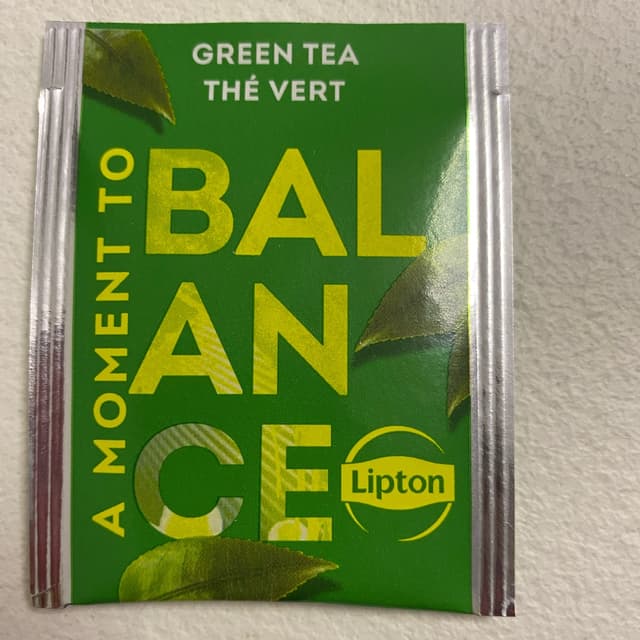 GREEN TEA
THÉ VERT
A MOMENT TO
BAL
AN
CE
Lipton